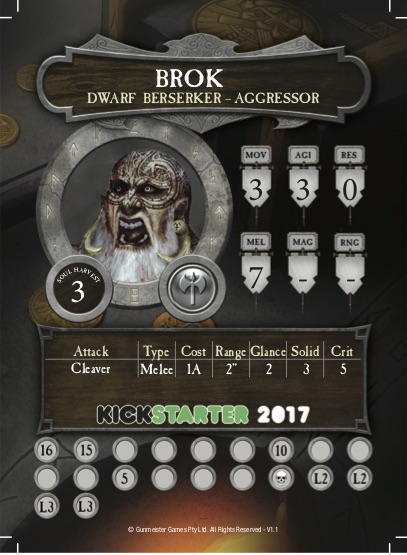 BROK
DWARF BERSERKER - AGGRESSOR
MOV AGI RES
3 3 0
MEL MAG RNG
7 - -
SOUL HARVEST
3
Attack Type Cost Range Glance Solid Crit
Cleaver Melee 1A 2" 2 3 5
KICKSTARTER 2017
16 15 10
5 L2 L2
L3 L3
© Gunmeister Games Pty Ltd. All Rights Reserved - V1.1